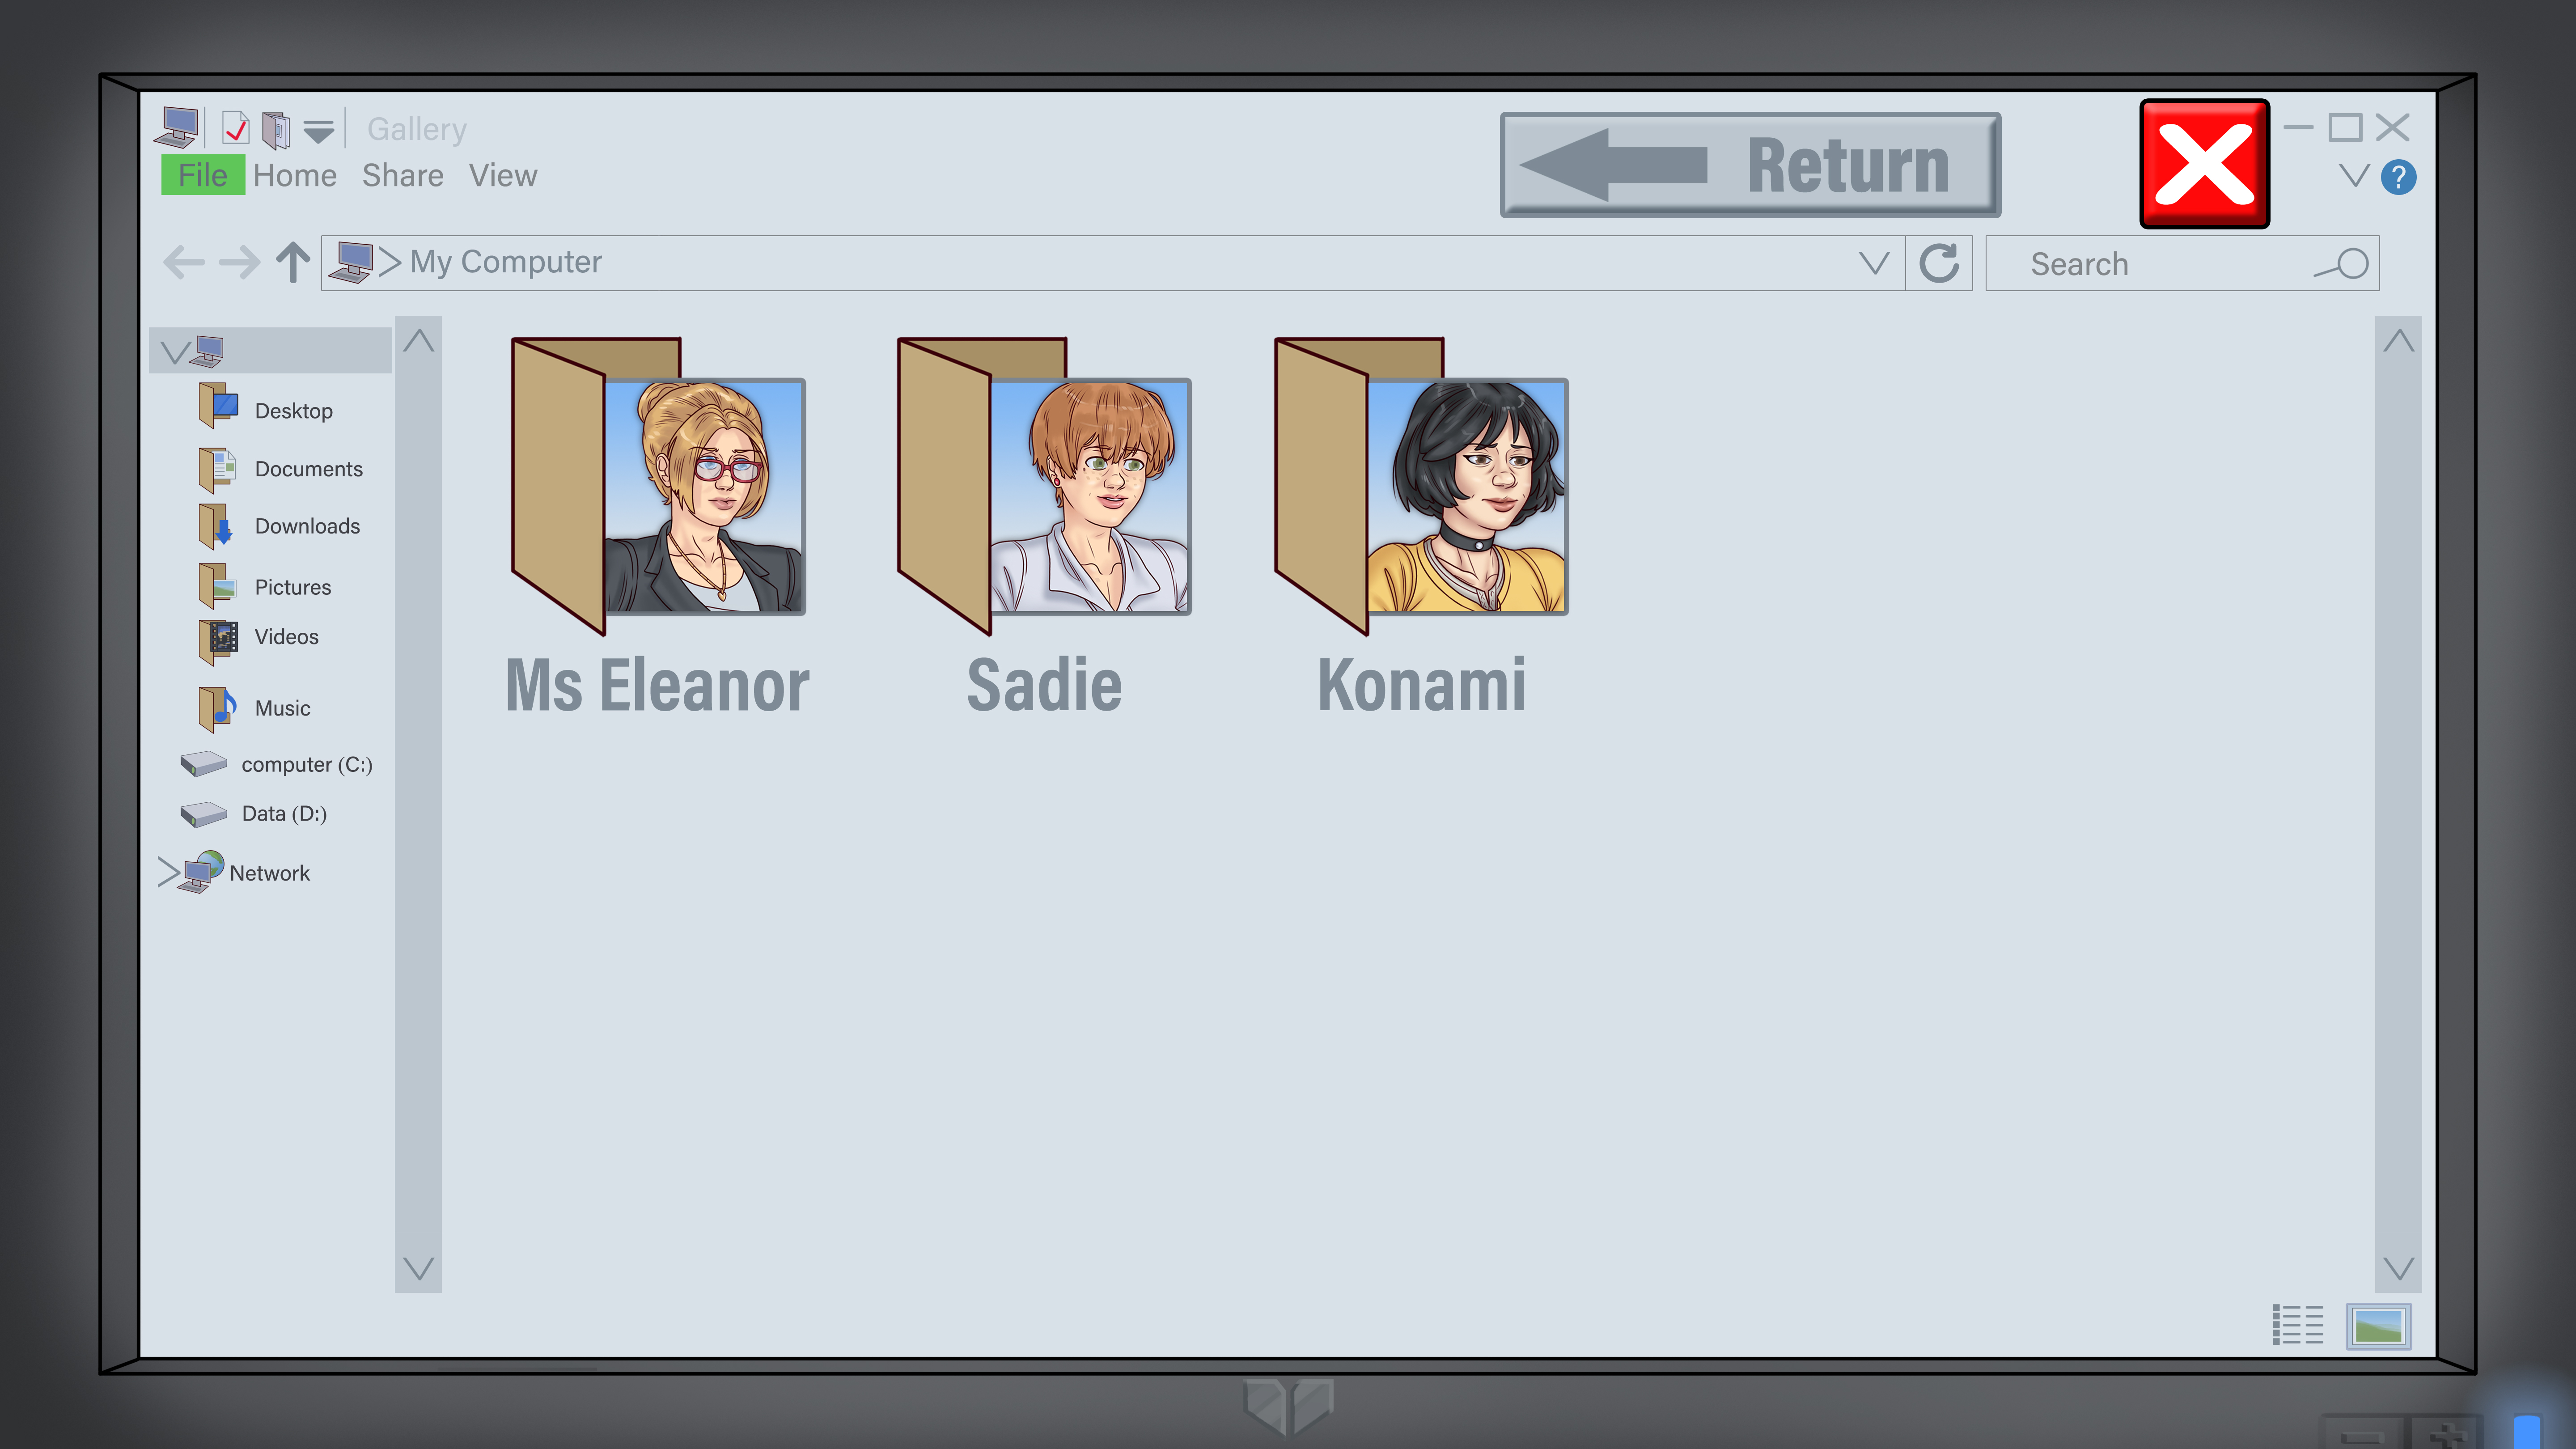 Gallery
Return
File Home Share View
?
My Computer
Search
Desktop
Documents
Downloads
Pictures
Videos
Music
computer (C:)
Data (D:)
Network
Ms Eleanor
Sadie
Konami